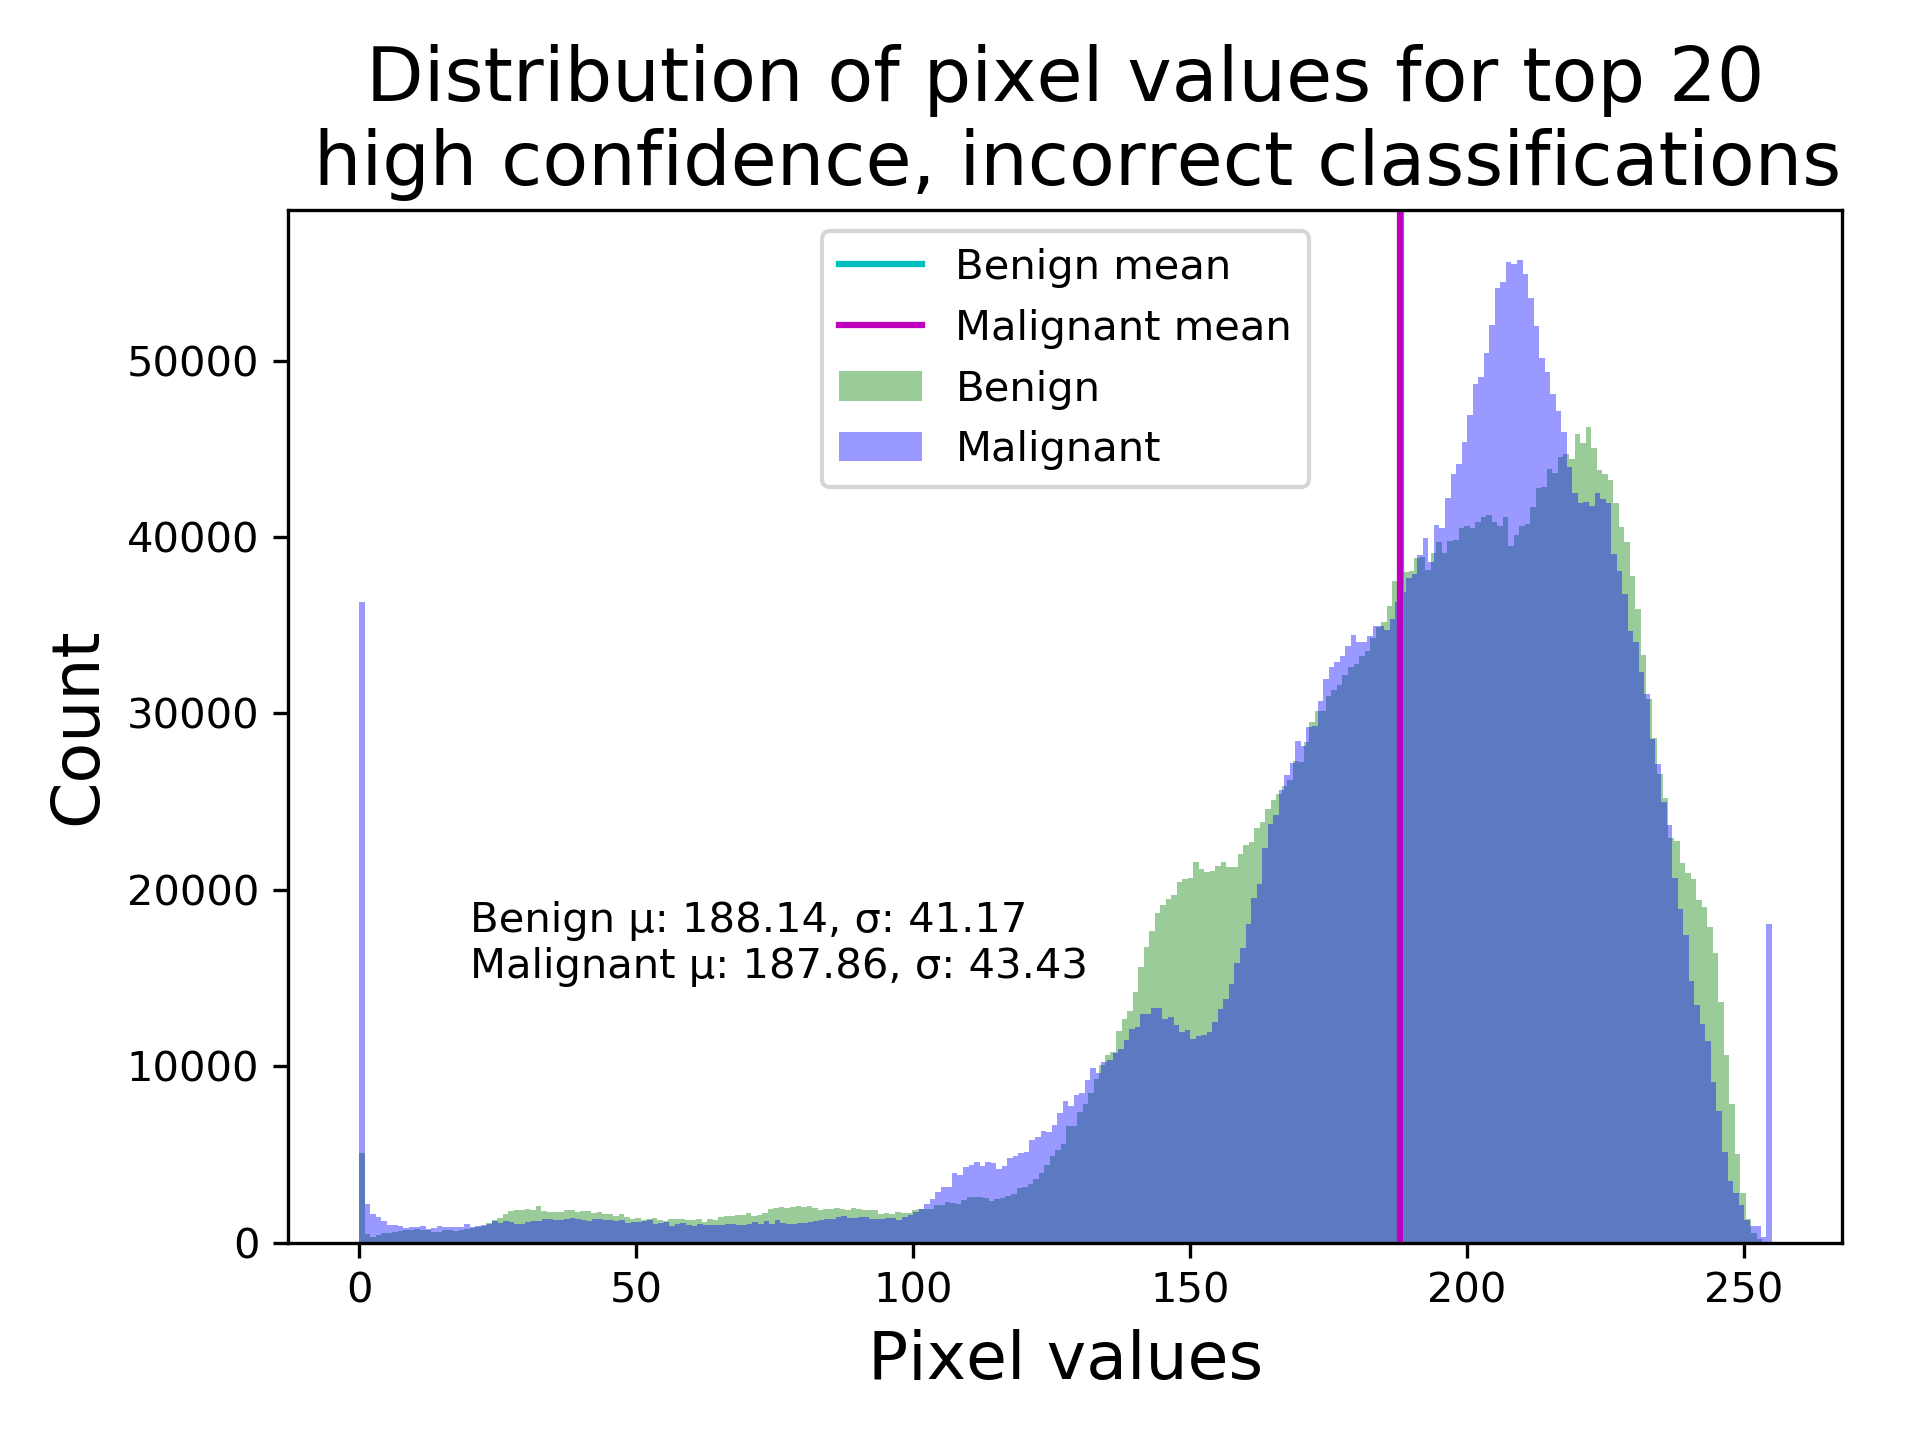 Distribution of pixel values for top 20
high confidence, incorrect classifications
Benign mean
Malignant mean
Benign
Malignant
50000
40000
30000
20000
10000
0
Count
Benign μ: 188.14, σ: 41.17
Malignant μ: 187.86, σ: 43.43
0 50 100 150 200 250
Pixel values